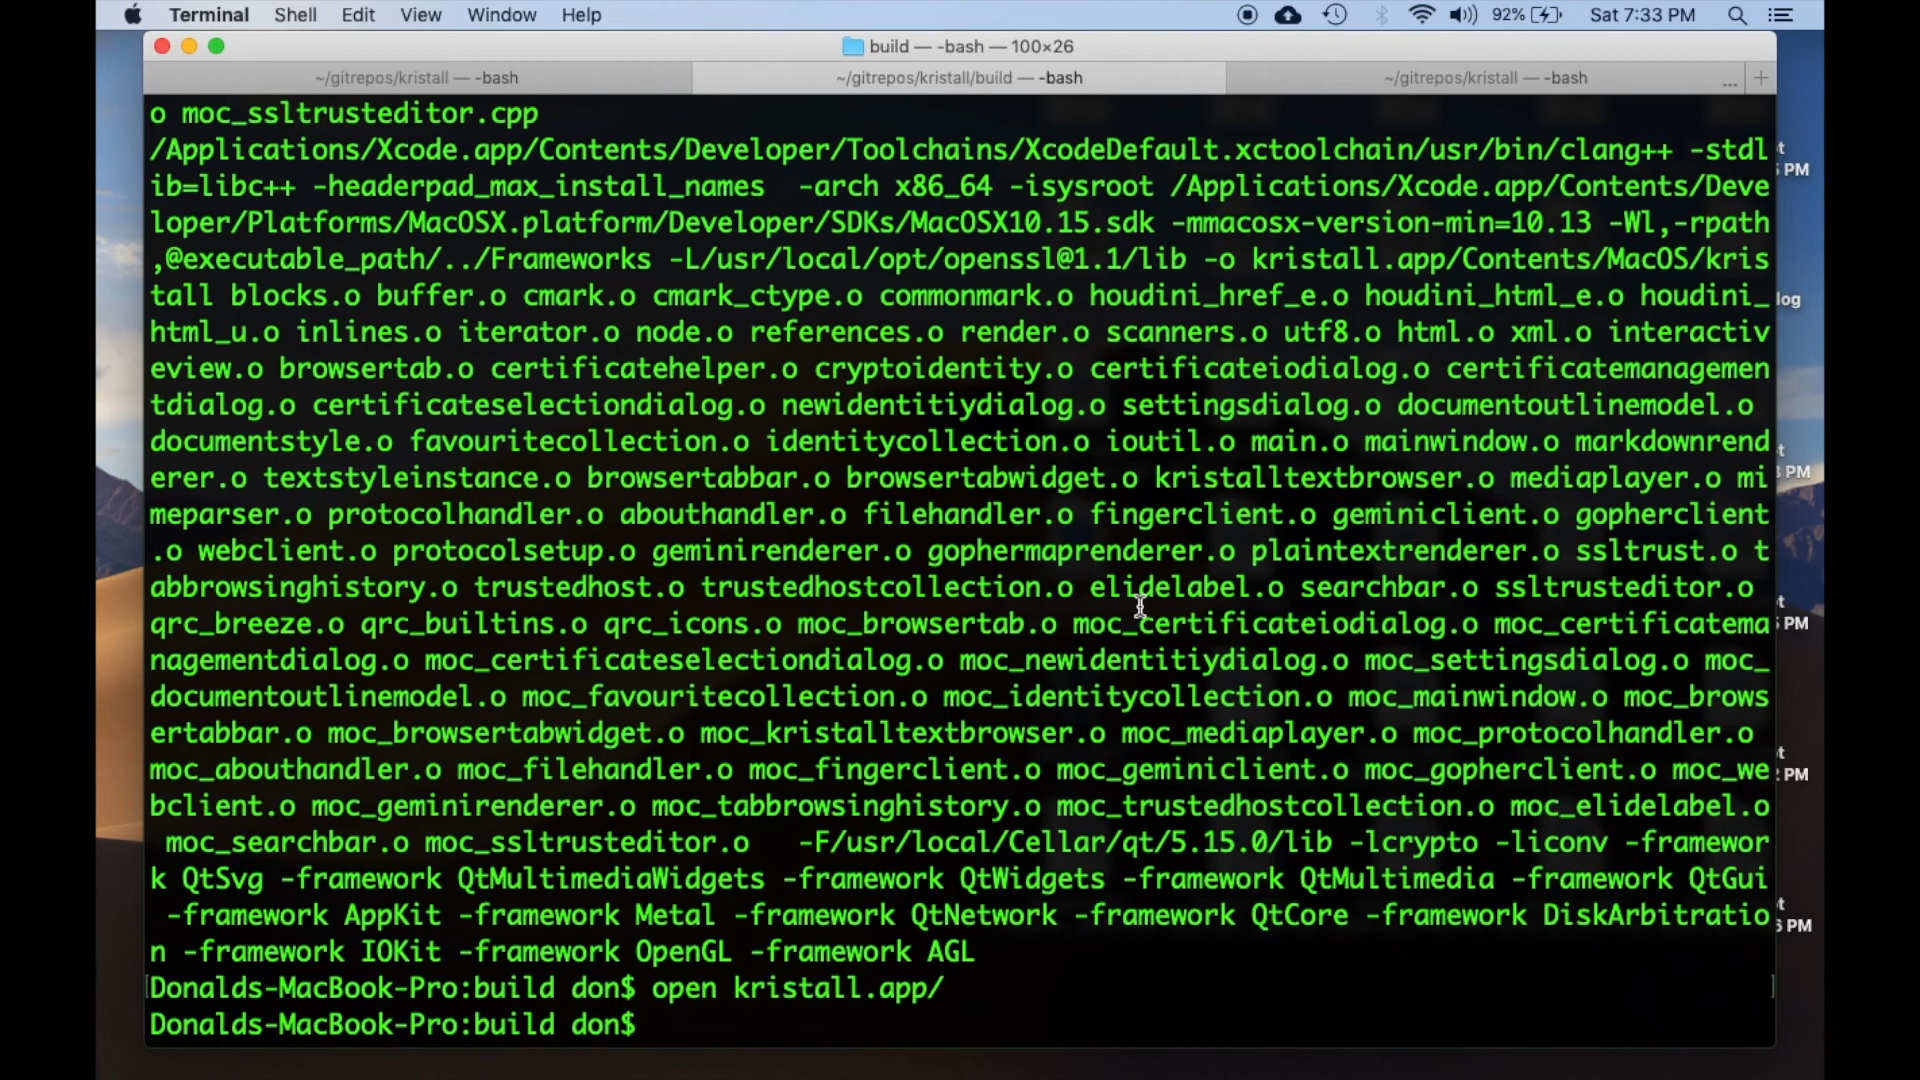 Terminal Shell Edit View Window Help 92% Sat 7:33 PM
build — -bash — 100×26
~/gitrepos/kristall — -bash ~/gitrepos/kristall/build — -bash ~/gitrepos/kristall — -bash ... +
o moc_ssltrusteditor.cpp
/Applications/Xcode.app/Contents/Developer/Toolchains/XcodeDefault.xctoolchain/usr/bin/clang++ -stdl
ib=libc++ -headerpad_max_install_names  -arch x86_64 -isysroot /Applications/Xcode.app/Contents/Deve
loper/Platforms/MacOSX.platform/Developer/SDKs/MacOSX10.15.sdk -mmacosx-version-min=10.13 -Wl,-rpath
,@executable_path/../Frameworks -L/usr/local/opt/openssl@1.1/lib -o kristall.app/Contents/MacOS/kris
tall blocks.o buffer.o cmark.o cmark_ctype.o commonmark.o houdini_href_e.o houdini_html_e.o houdini_
html_u.o inlines.o iterator.o node.o references.o render.o scanners.o utf8.o html.o xml.o interactiv
eview.o browsertab.o certificatehelper.o cryptoidentity.o certificateiodialog.o certificatemanagemen
tdialog.o certificateselectiondialog.o newidentitiydialog.o settingsdialog.o documentoutlinemodel.o
documentstyle.o favouritecollection.o identitycollection.o ioutil.o main.o mainwindow.o markdownrend
erer.o textstyleinstance.o browsertabbar.o browsertabwidget.o kristalltextbrowser.o mediaplayer.o mi
meparser.o protocolhandler.o abouthandler.o filehandler.o fingerclient.o geminiclient.o gopherclient
.o webclient.o protocolsetup.o geminirenderer.o gophermaprenderer.o plaintextrenderer.o ssltrust.o t
abbrowsinghistory.o trustedhost.o trustedhostcollection.o elidelabel.o searchbar.o ssltrusteditor.o
qrc_breeze.o qrc_builtins.o qrc_icons.o moc_browsertab.o moc_certificateiodialog.o moc_certificatema
nagementdialog.o moc_certificateselectiondialog.o moc_newidentitiydialog.o moc_settingsdialog.o moc_
documentoutlinemodel.o moc_favouritecollection.o moc_identitycollection.o moc_mainwindow.o moc_brows
ertabbar.o moc_browsertabwidget.o moc_kristalltextbrowser.o moc_mediaplayer.o moc_protocolhandler.o
moc_abouthandler.o moc_filehandler.o moc_fingerclient.o moc_geminiclient.o moc_gopherclient.o moc_we
bclient.o moc_geminirenderer.o moc_tabbrowsinghistory.o moc_trustedhostcollection.o moc_elidelabel.o
moc_searchbar.o moc_ssltrusteditor.o   -F/usr/local/Cellar/qt/5.15.0/lib -lcrypto -liconv -framewor
k QtSvg -framework QtMultimediaWidgets -framework QtWidgets -framework QtMultimedia -framework QtGui
-framework AppKit -framework Metal -framework QtNetwork -framework QtCore -framework DiskArbitratio
n -framework IOKit -framework OpenGL -framework AGL
[Donalds-MacBook-Pro:build don$ open kristall.app/ ]
Donalds-MacBook-Pro:build don$